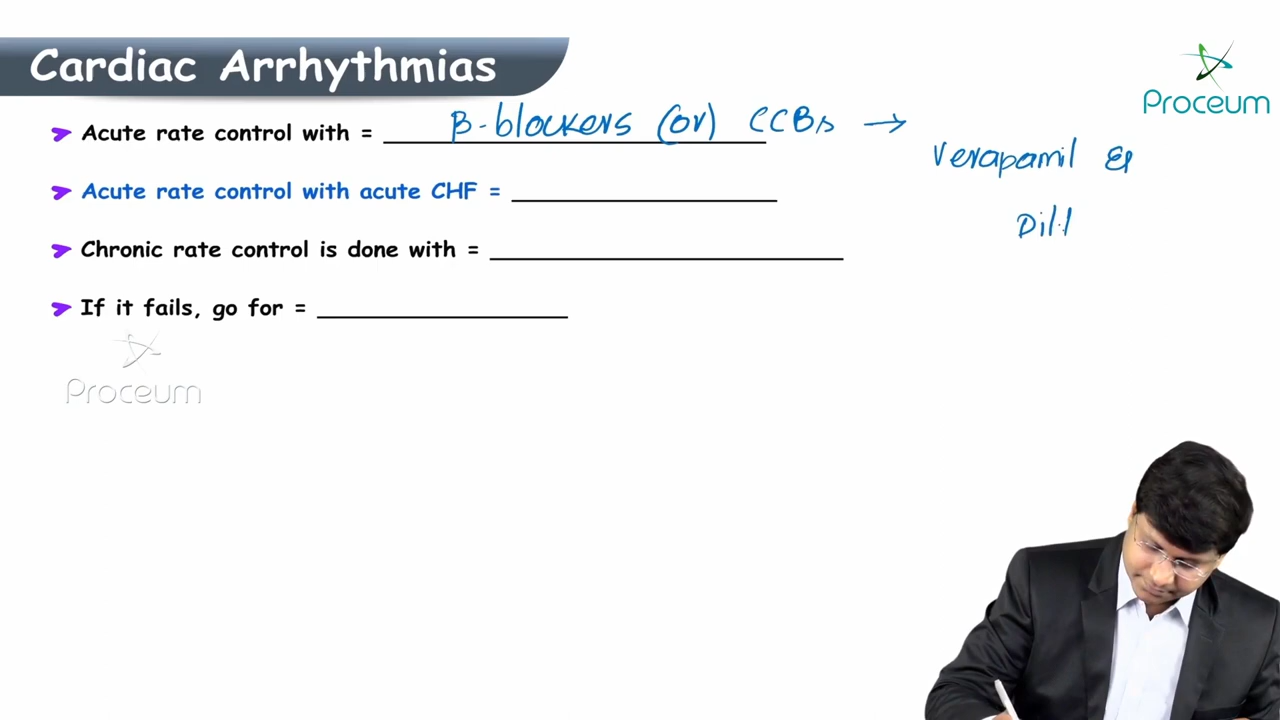 Cardiac Arrhythmias
Proceum
Acute rate control with = β-blockers (or) CCBs →
Verapamil &
Acute rate control with acute CHF =
Dilt
Chronic rate control is done with =
If it fails, go for =
Proceum